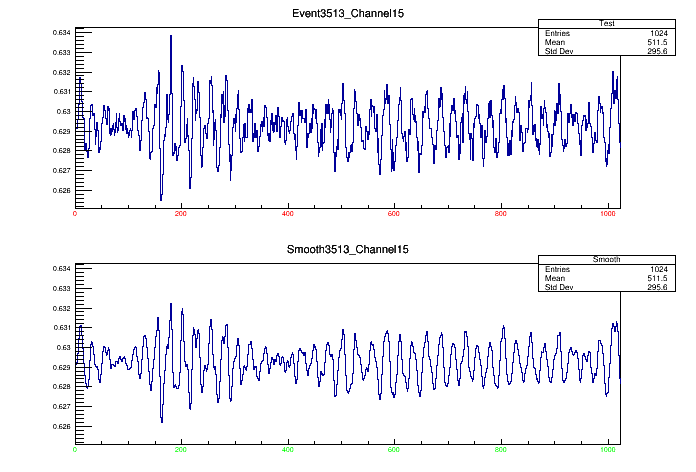 Event3513_Channel15
Test
Entries 1024
Mean 511.5
Std Dev 295.6
0.634
0.633
0.632
0.631
0.63
0.629
0.628
0.627
0.626
0 200 400 600 800 1000
Smooth3513_Channel15
Smooth
Entries 1024
Mean 511.5
Std Dev 295.6
0.634
0.633
0.632
0.631
0.63
0.629
0.628
0.627
0.626
0 200 400 600 800 1000